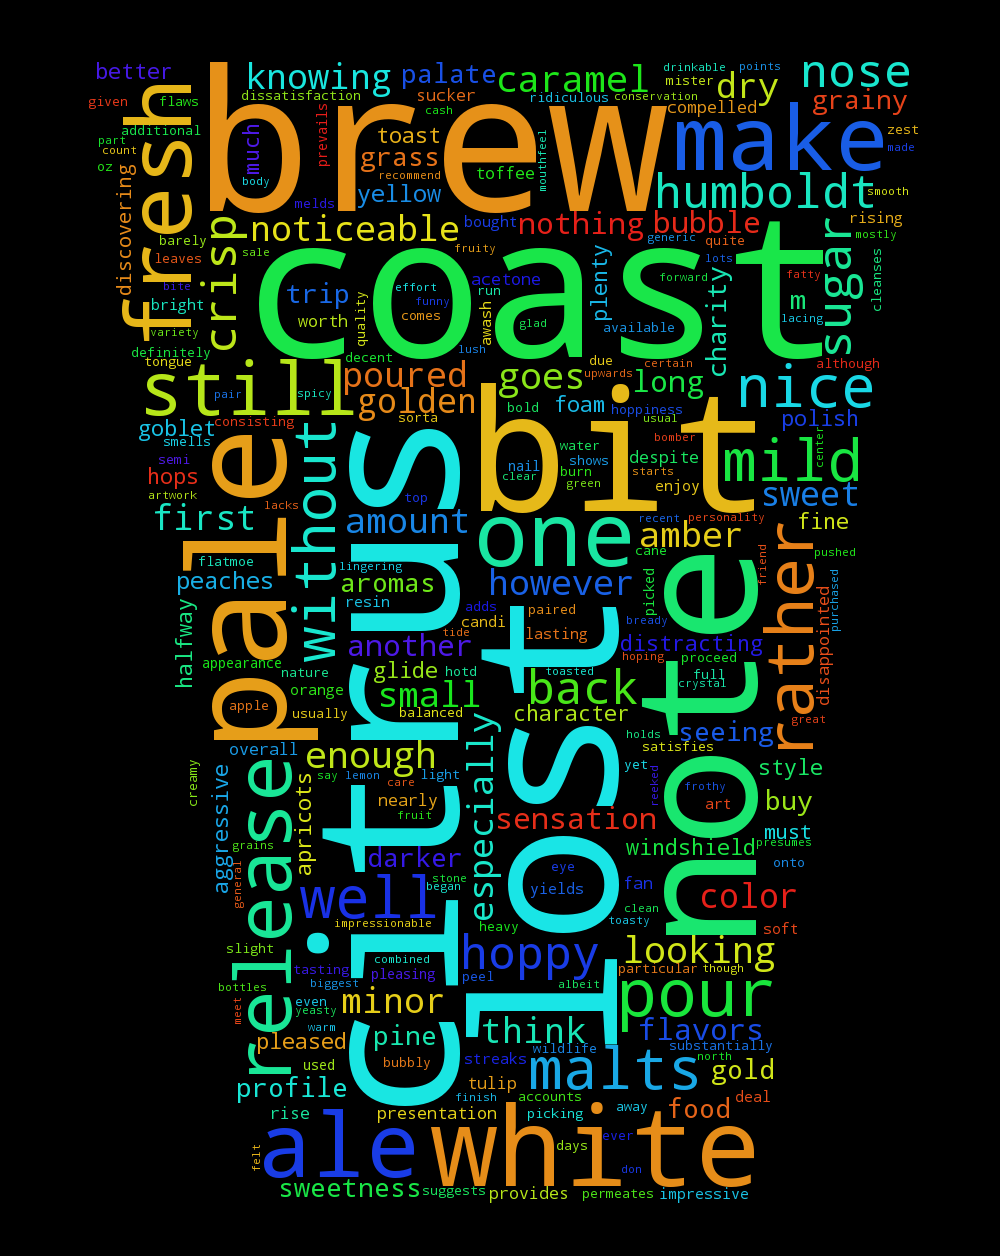 better
knowing
palate
caramel
drinkable
points
nose
given
flaws
dissatisfaction
sucker
ridiculous
conservation
mister
dry
grainy
fresh
brew
make
additional
part
count
oz
much
body
prevails
toast
cash
grass
recommend
toffee
mouthfeel
compelled
zest
made
discovering
yellow
melds
humboldt
smooth
crisp
noticeable
bought
nothing
bubble
sugar
rising
mostly
barely
sale
fruity
generic
quite
leaves
coast
lots
cleanses
bite
trip
effort
funny
acetone
run
plenty
forward
fatty
m
bright
worth
quality
comes
awash
glad
available
charity
lacing
variety
definitely
tongue
decent
lush
due
certain
although
still
poured
goes
upwards
long
nice
pair
spicy
golden
bold
foam
hoppiness
goblet
consisting
sorta
bit
usual
polish
smells
pale
without
citrus
water
bomber
center
mild
semi
hops
nail
shows
despite
clear
burn
starts
green
enjoy
sweet
artwork
lacks
top
first
amount
one
recent
personality
amber
fine
flatmoe
lingering
cane
friend
pushed
peaches
aromas
however
picked
note
rather
disappointed
purchased
halfway
resin
adds
candi
paired
tide
lasting
lost
distracting
another
appearance
nature
glide
hotd
toasted
hoping
proceed
full
crystal
orange
small
back
apple
usually
balanced
character
great
especially
holds
seeing
overall
enough
satisfies
creamy
aggressive
release
say
lemon
care
light
yet
reeked
frothy
style
apricots
nearly
fruit
art
buy
sensation
must
grains
darker
windshield
presumes
general
stone
began
eye
yields
fan
onto
well
color
impressionable
heavy
clean
toasty
soft
slight
hoppy
looking
tasting
combined
pleasing
peel
particular
though
bottles
biggest
albeit
meet
even
yeasty
minor
pour
warm
pine
think
flavors
pleased
used
bubbly
streaks
wildlife
substantially
north
profile
tulip
malts
gold
finish
accounts
rise
presentation
picking
away
food
deal
felt
ale
white
days
ever
don
sweetness
suggests
provides
permeates
impressive